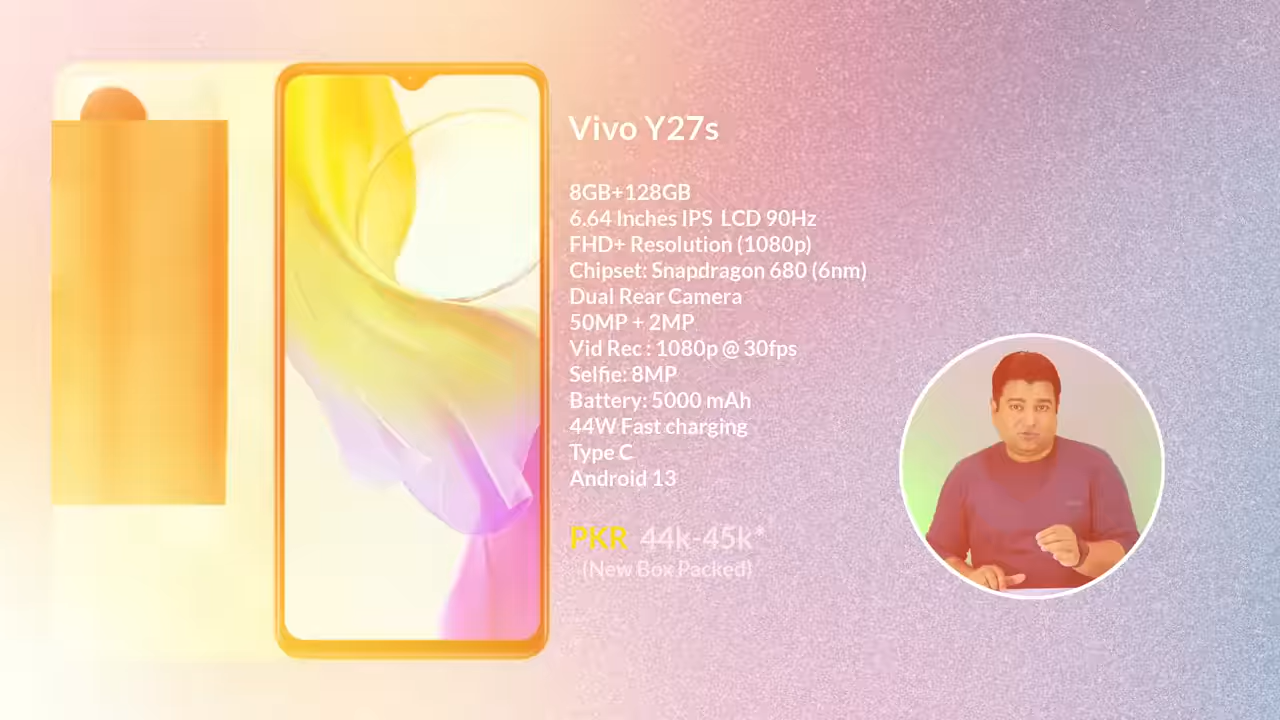 Vivo Y27s
8GB+128GB
6.64 Inches IPS LCD 90Hz
FHD+ Resolution (1080p)
Chipset: Snapdragon 680 (6nm)
Dual Rear Camera
50MP + 2MP
Vid Rec : 1080p @ 30fps
Selfie: 8MP
Battery: 5000 mAh
44W Fast charging
Type C
Android 13
PKR 44k-45k*
(New Box Packed)